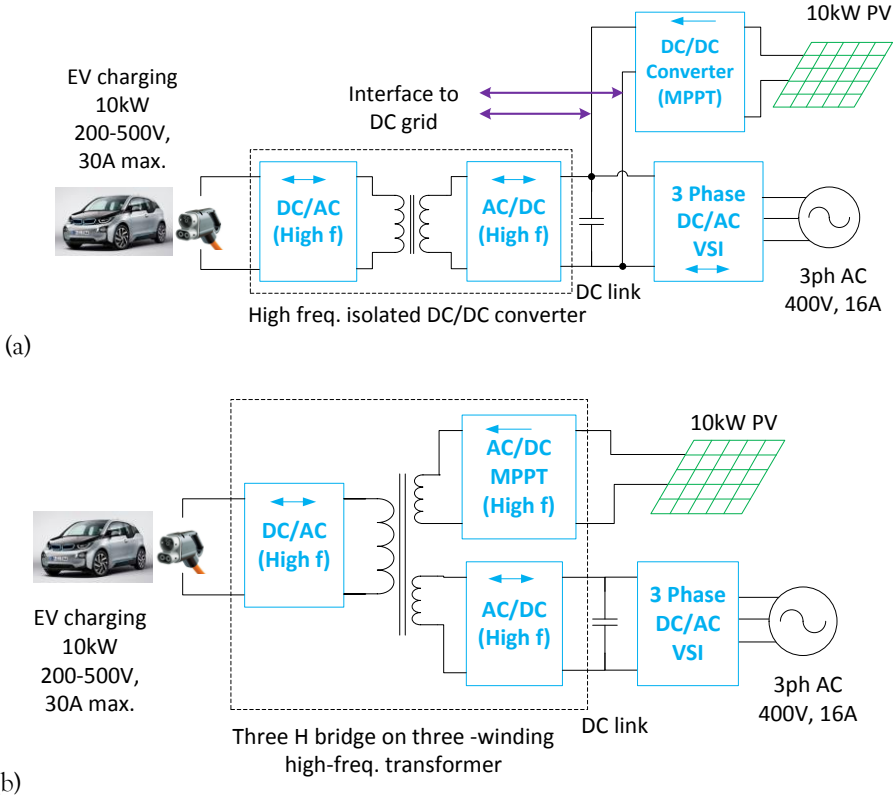 10kW PV
DC/DC
Converter
(MPPT)
EV charging
10kW
200-500V,
30A max.
Interface to
DC grid
DC/AC
(High f)
AC/DC
(High f)
3 Phase
DC/AC
VSI
3ph AC
400V, 16A
DC link
High freq. isolated DC/DC converter
(a)
10kW PV
AC/DC
MPPT
(High f)
DC/AC
(High f)
AC/DC
(High f)
3 Phase
DC/AC
VSI
EV charging
10kW
200-500V,
30A max.
3ph AC
400V, 16A
DC link
Three H bridge on three -winding
high-freq. transformer
b)